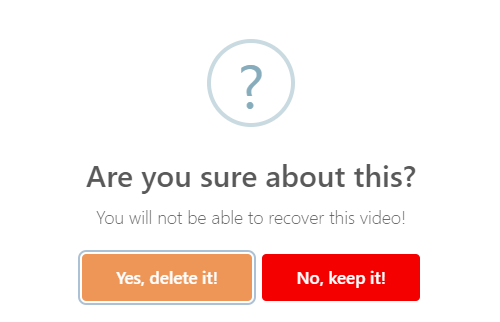 ?
Are you sure about this?
You will not be able to recover this video!
Yes, delete it! No, keep it!